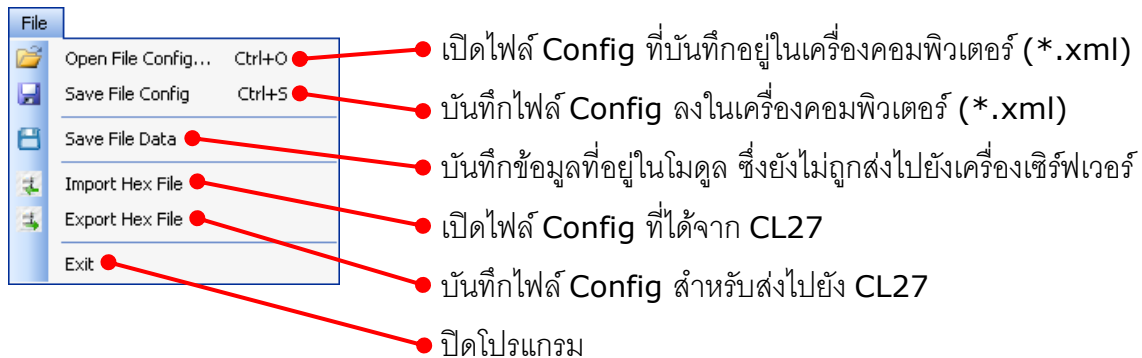 File
Open File Config... Ctrl+O
เปิดไฟล์ Config ที่บันทึกอยู่ในเครื่องคอมพิวเตอร์ (*.xml)
Save File Config Ctrl+S
บันทึกไฟล์ Config ลงในเครื่องคอมพิวเตอร์ (*.xml)
Save File Data
บันทึกข้อมูลที่อยู่ในโมดูล ซึ่งยังไม่ถูกส่งไปยังเครื่องเซิร์ฟเวอร์
Import Hex File
เปิดไฟล์ Config ที่ได้จาก CL27
Export Hex File
บันทึกไฟล์ Config สำหรับส่งไปยัง CL27
Exit
ปิดโปรแกรม